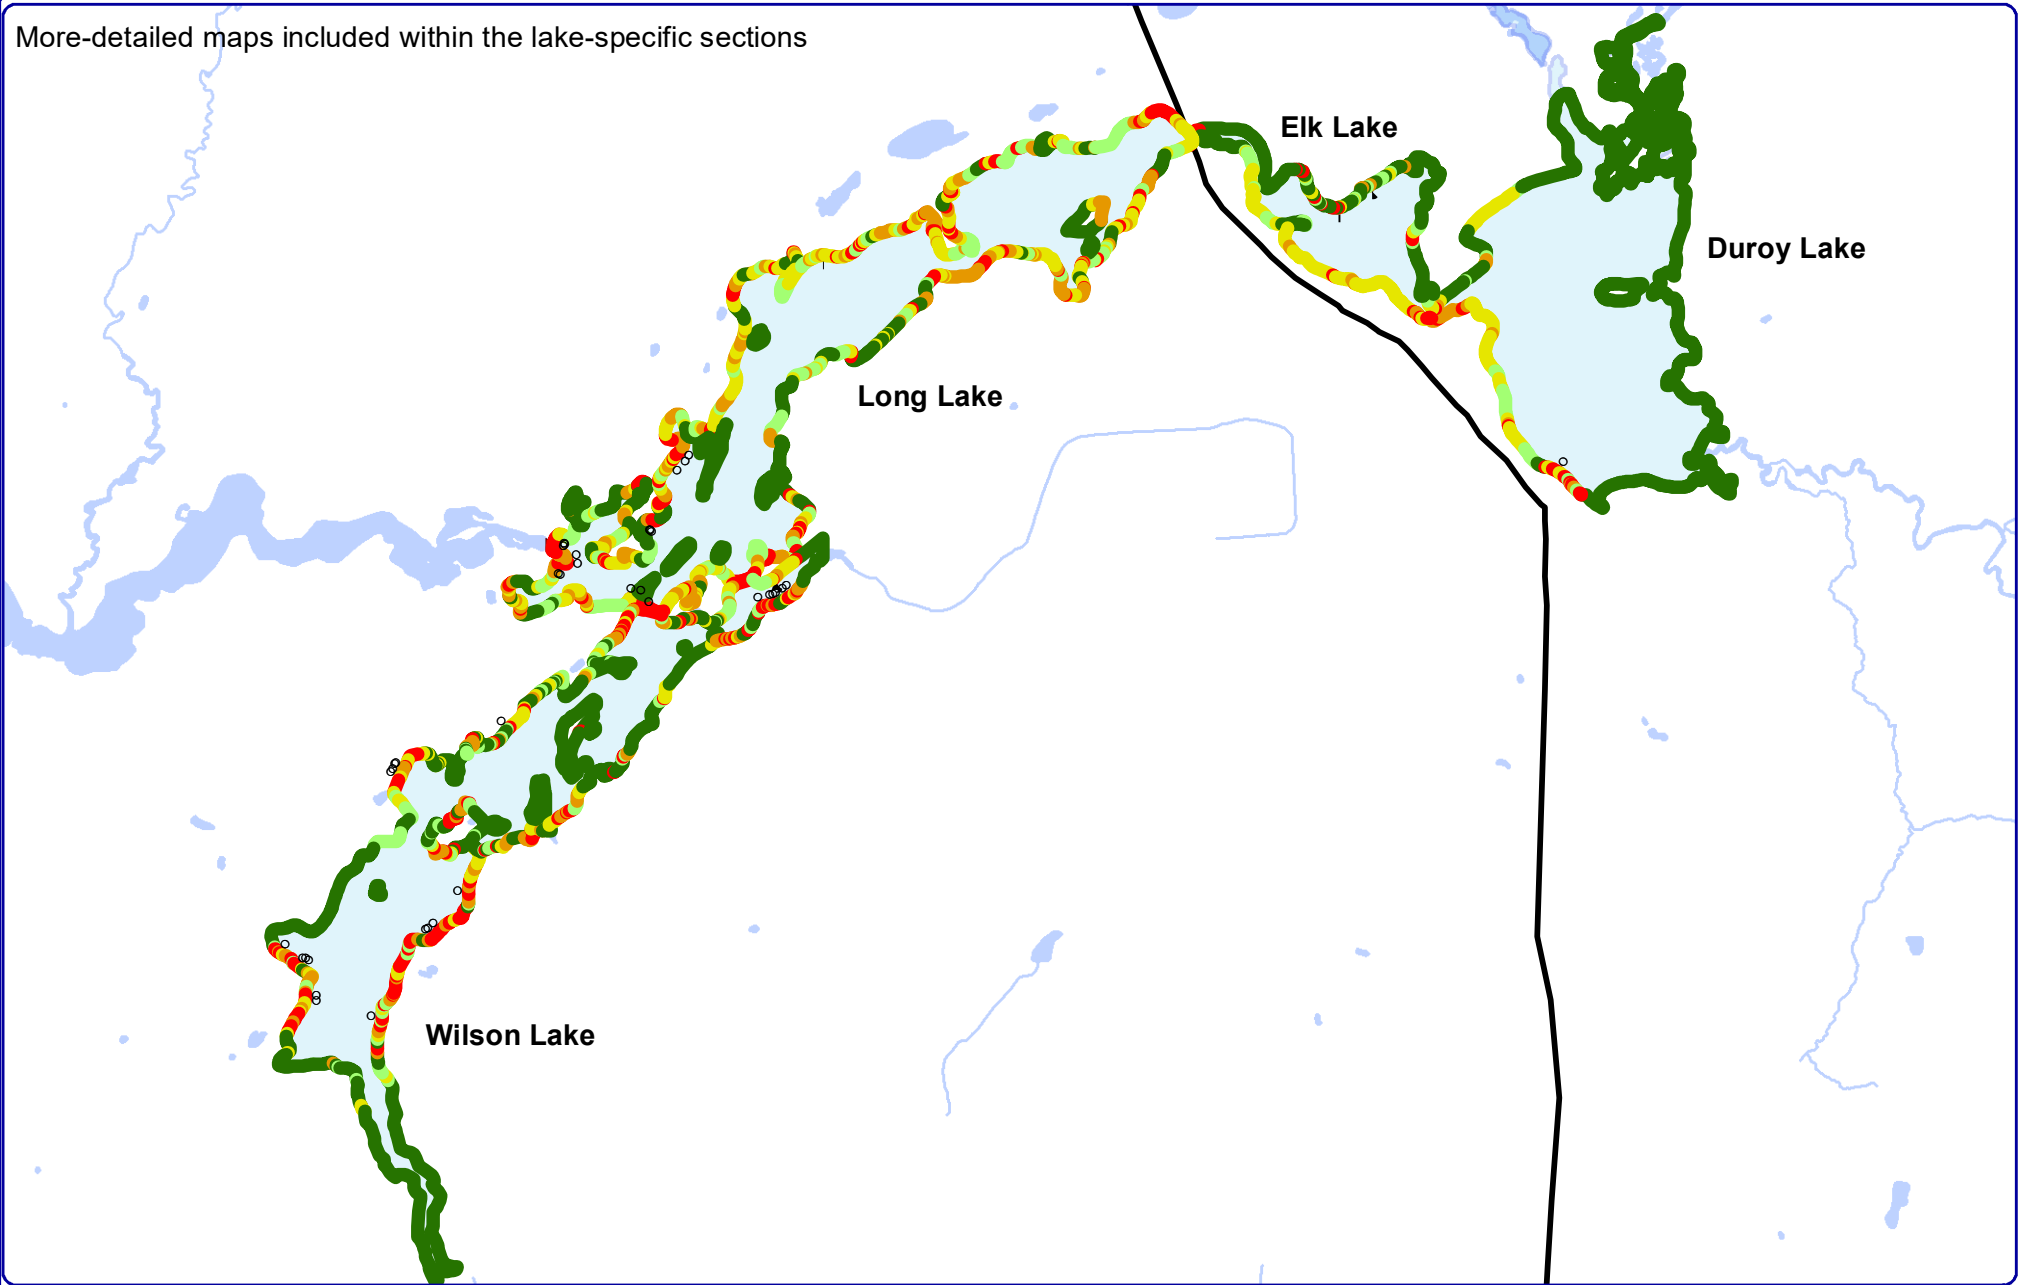 More-detailed maps included within the lake-specific sections
Elk Lake
Duroy Lake
Long Lake
Wilson Lake